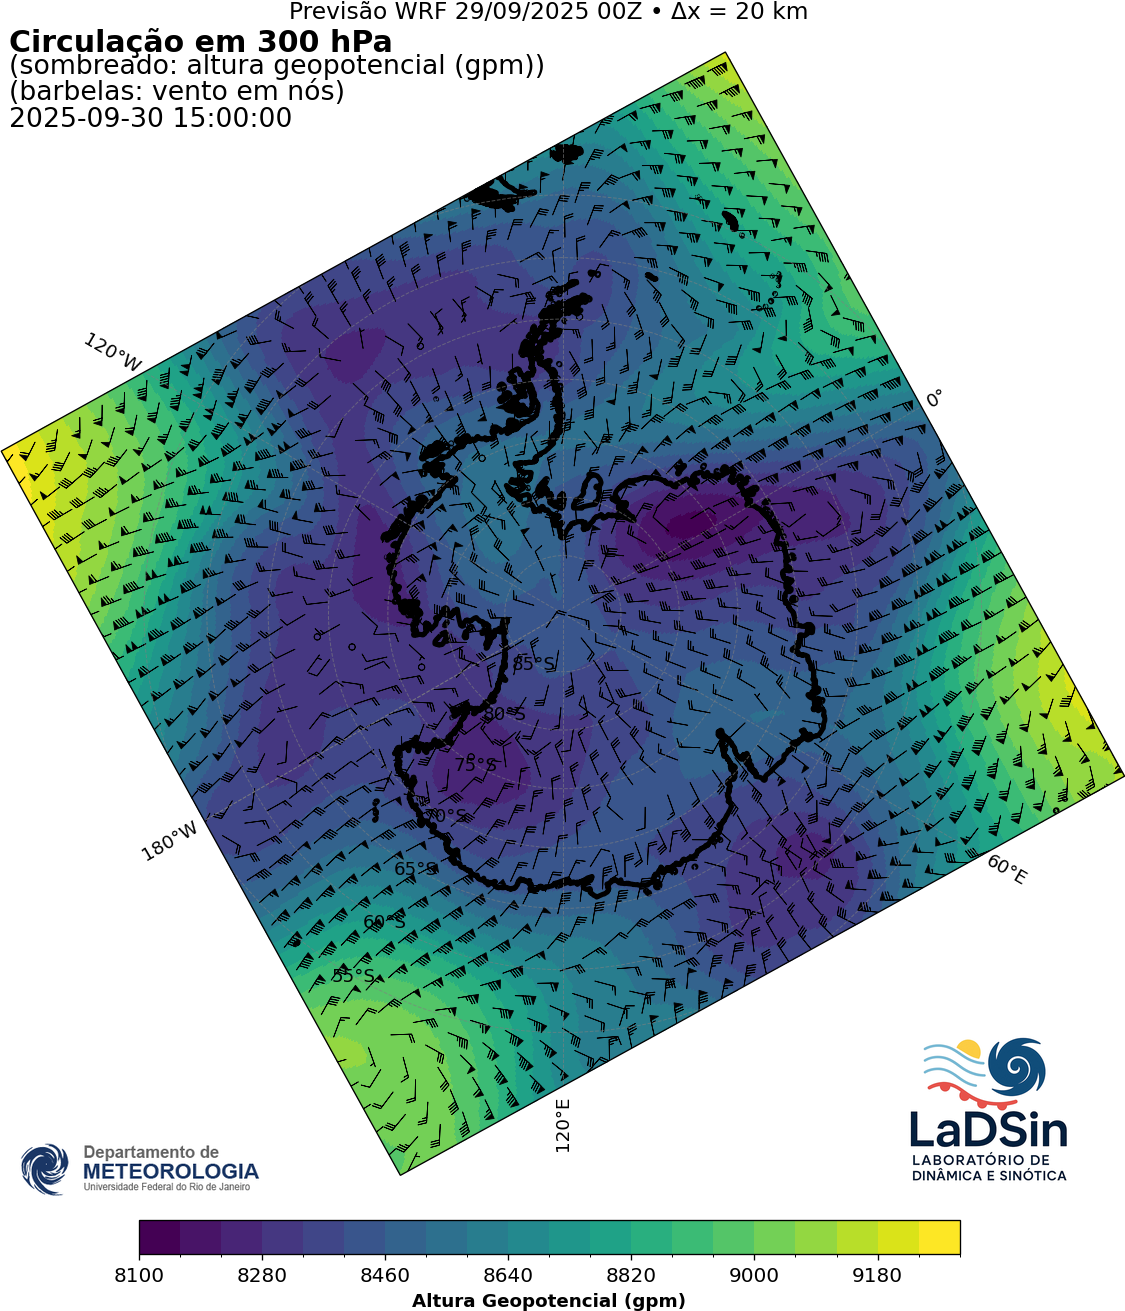 Previsão WRF 29/09/2025 00Z • Δx = 20 km
Circulação em 300 hPa
(sombreado: altura geopotencial (gpm))
(barbelas: vento em nós)
2025-09-30 15:00:00
120°W
0°
85°S
80°S
75°S
70°S
180°W
65°S
60°E
60°S
55°S
120°E
LaDSin
LABORATÓRIO DE
DINÂMICA E SINÓTICA
Departamento de
METEOROLOGIA
Universidade Federal do Rio de Janeiro
8100 8280 8460 8640 8820 9000 9180
Altura Geopotencial (gpm)